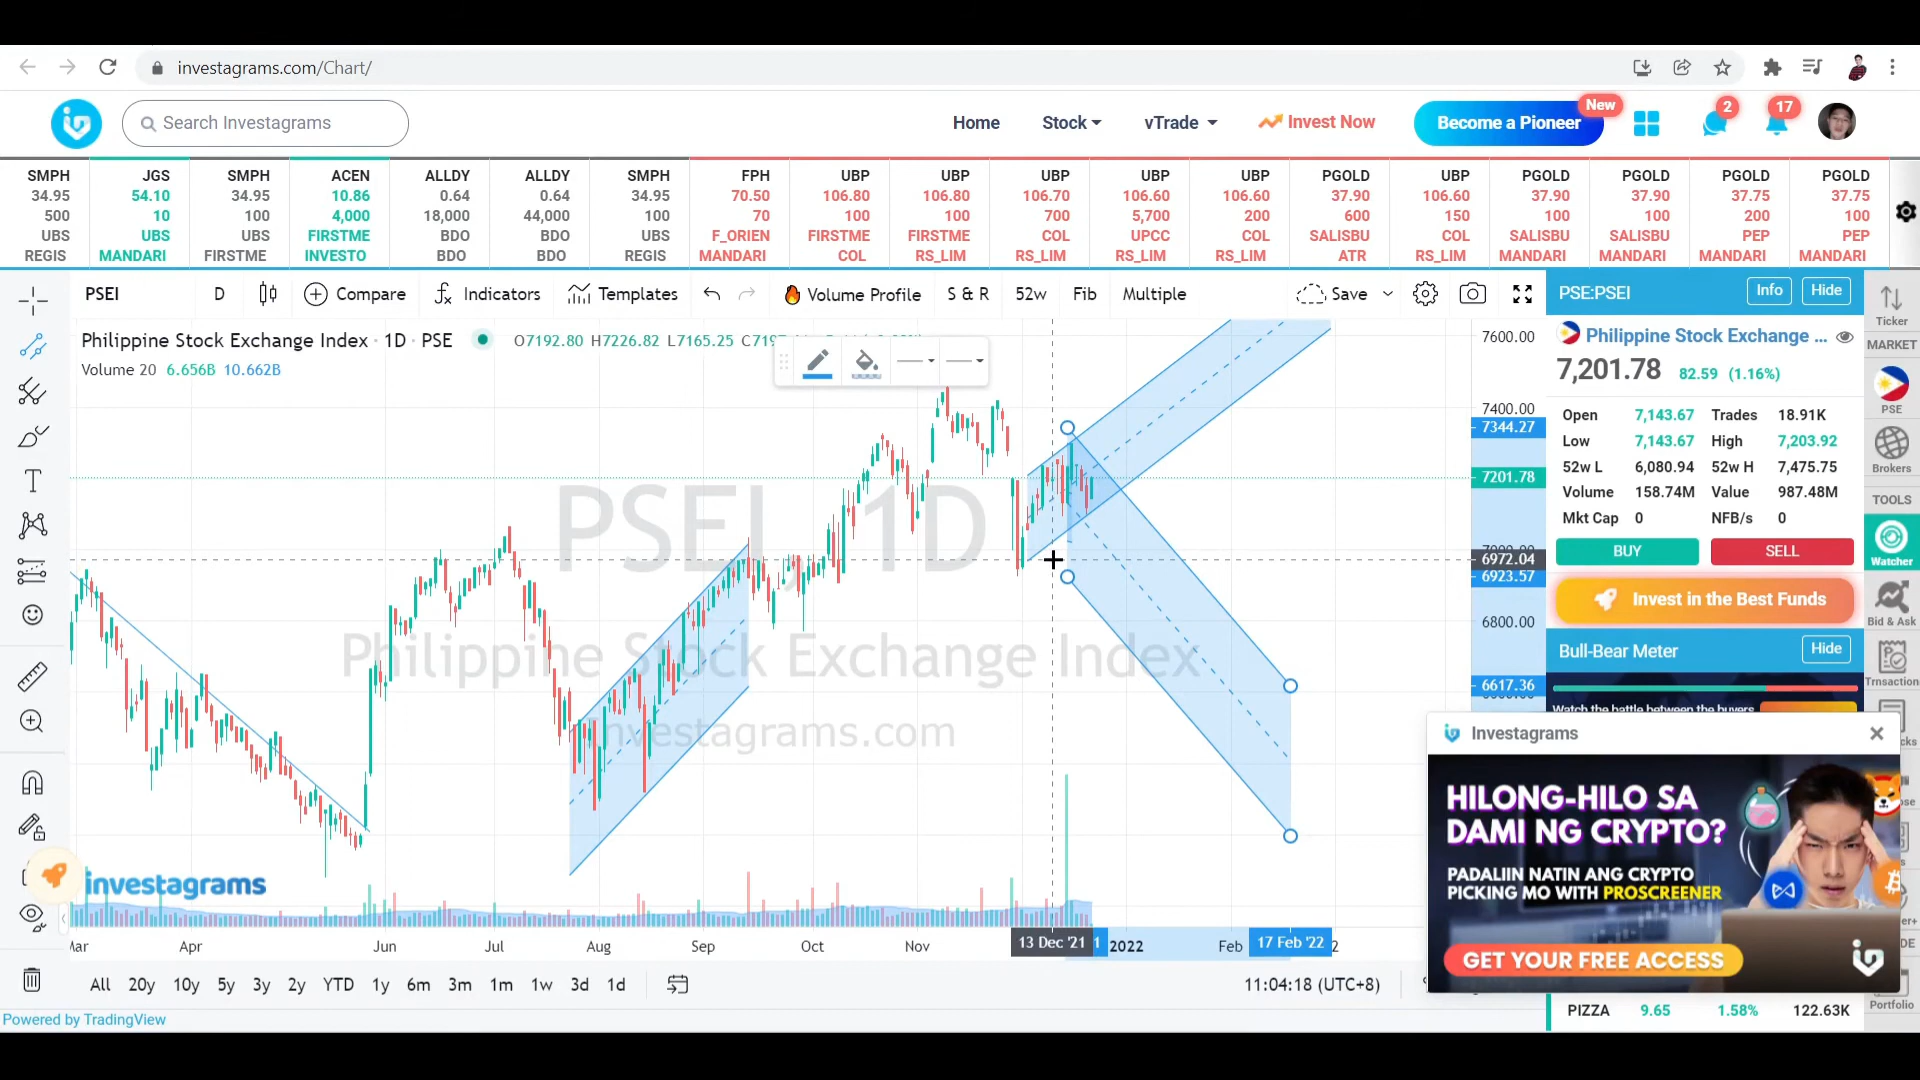 investagrams.com/Chart/
Search Investagrams
Home
Stock
vTrade
Invest Now
Become a Pioneer
New
2
17
SMPH JGS SMPH ACEN ALLDY ALLDY SMPH FPH UBP UBP UBP UBP UBP PGOLD UBP PGOLD PGOLD PGOLD PGOLD
34.95 54.10 34.95 10.86 0.64 0.64 34.95 70.50 106.80 106.80 106.70 106.60 106.60 37.90 106.60 37.90 37.90 37.75 37.75
500 10 100 4,000 18,000 44,000 100 70 100 100 700 5,700 200 600 150 100 100 200 100
UBS UBS UBS FIRSTME BDO BDO UBS F_ORIEN FIRSTME FIRSTME COL UPCC COL SALISBU COL SALISBU SALISBU PEP PEP
REGIS MANDARI FIRSTME INVESTO BDO BDO REGIS MANDARI COL RS_LIM RS_LIM RS_LIM RS_LIM ATR RS_LIM MANDARI MANDARI MANDARI MANDARI
PSEI D Compare Indicators Templates Volume Profile S & R 52w Fib Multiple Save
Philippine Stock Exchange Index · 1D · PSE O7192.80 H7226.82 L7165.25
Volume 20 6.656B 10.662B
PSEI, 1D
Philippine Stock Exchange Index
Investagrams.com
7600.00
7400.00
7344.27
7201.78
6972.04
6923.57
6800.00
6617.36
investagrams
Mar Apr Jun Jul Aug Sep Oct Nov 13 Dec '21 2022 Feb 17 Feb '22
All 20y 10y 5y 3y 2y YTD 1y 6m 3m 1m 1w 3d 1d
11:04:18 (UTC+8)
Powered by TradingView
PSE:PSEI Info Hide
Philippine Stock Exchange ...
7,201.78 82.59 (1.16%)
Open 7,143.67 Trades 18.91K
Low 7,143.67 High 7,203.92
52w L 6,080.94 52w H 7,475.75
Volume 158.74M Value 987.48M
Mkt Cap 0 NFB/s 0
BUY SELL
Invest in the Best Funds
Bull-Bear Meter Hide
Watch the battle between the buyers
Investagrams
HILONG-HILO SA
DAMI NG CRYPTO?
PADALIIN NATIN ANG CRYPTO
PICKING MO WITH PROSCREENER
GET YOUR FREE ACCESS
PIZZA 9.65 1.58% 122.63K
Ticker
MARKET
PSE
Brokers
TOOLS
Watcher
Bid & Ask
Trnsaction
Portfolio